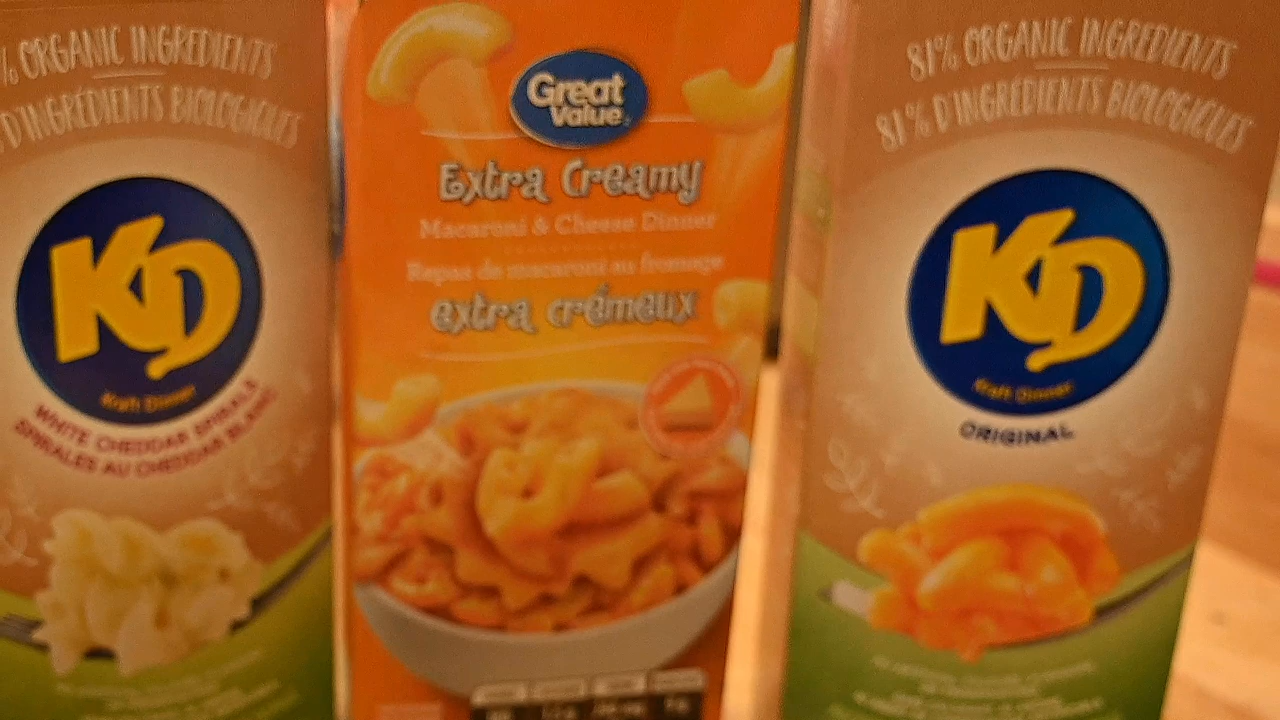 % ORGANIC INGREDIENTS
D'INGRÉDIENTS BIOLOGIQUES
KD
Kraft Dinner
WHITE CHEDDAR SPIRALS
SPIRALES AU CHEDDAR BLANC
Great
Value
Extra Creamy
Macaroni & Cheese Dinner
Repas de macaroni au fromage
extra crémeux
81% ORGANIC INGREDIENTS
81% D'INGRÉDIENTS BIOLOGIQUES
KD
Kraft Dinner
ORIGINAL